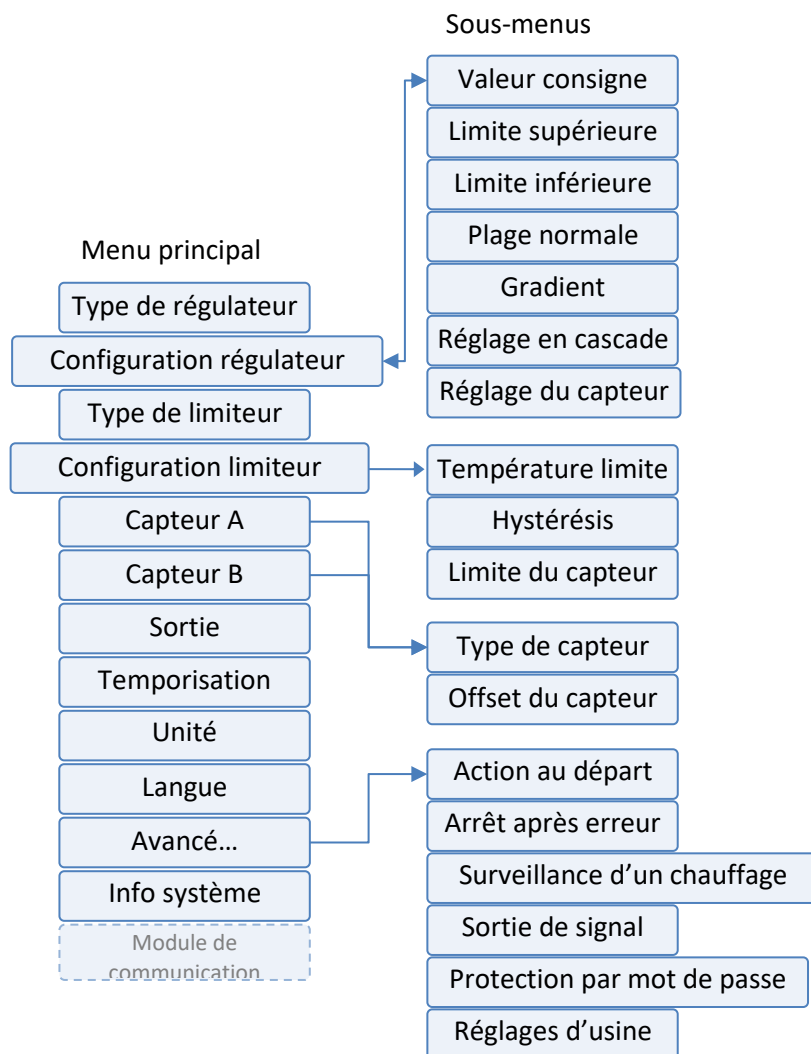 Sous-menus
Valeur consigne
Limite supérieure
Limite inférieure
Plage normale
Gradient
Réglage en cascade
Réglage du capteur
Menu principal
Type de régulateur
Configuration régulateur
Type de limiteur
Configuration limiteur
Capteur A
Capteur B
Sortie
Temporisation
Unité
Langue
Avancé...
Info système
Module de
communication
Température limite
Hystérésis
Limite du capteur
Type de capteur
Offset du capteur
Action au départ
Arrêt après erreur
Surveillance d’un chauffage
Sortie de signal
Protection par mot de passe
Réglages d’usine